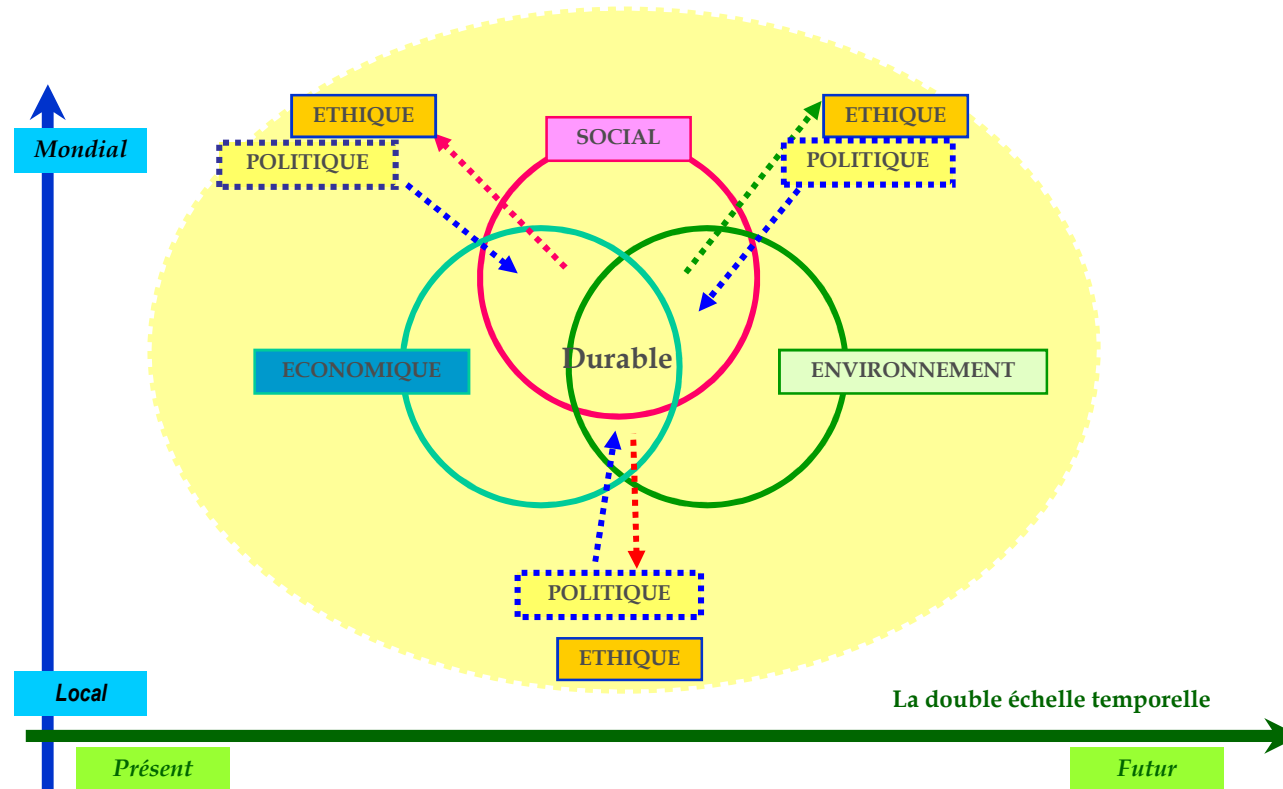 ETHIQUE
ETHIQUE
SOCIAL
Mondial
POLITIQUE
POLITIQUE
Durable
ECONOMIQUE
ENVIRONNEMENT
POLITIQUE
ETHIQUE
Local
La double échelle temporelle
Présent
Futur